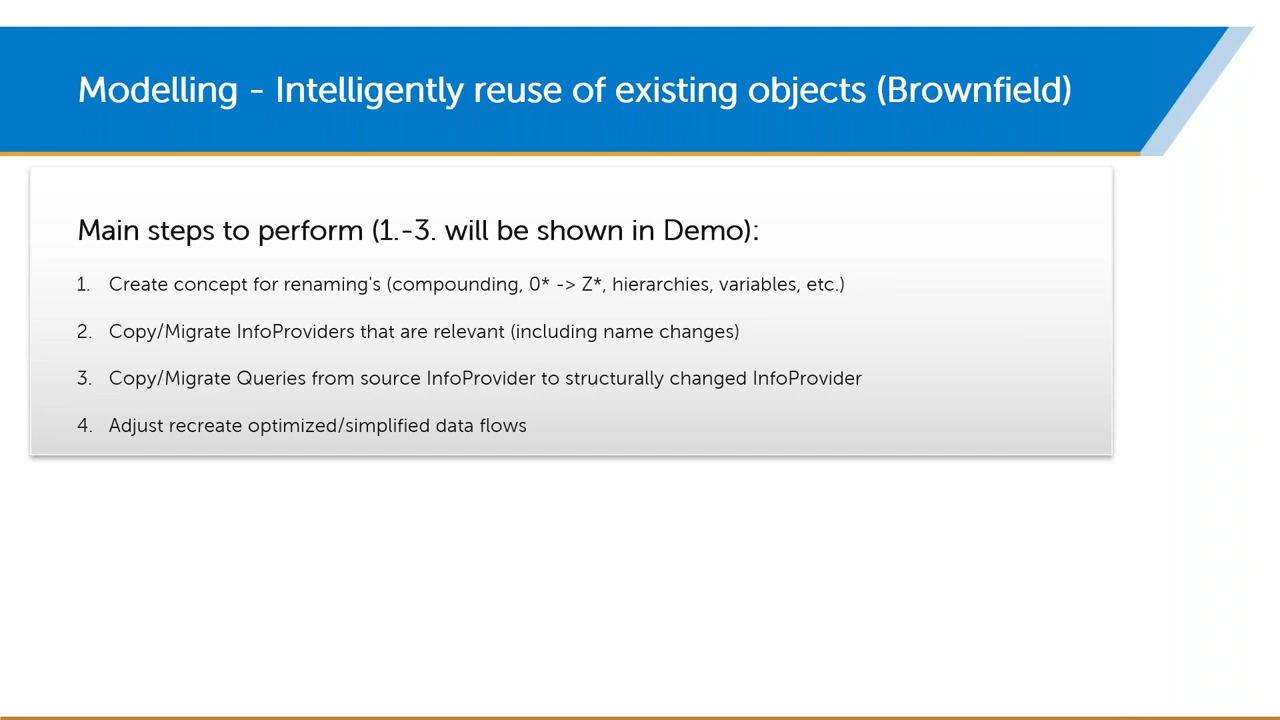 Modelling - Intelligently reuse of existing objects (Brownfield)
Main steps to perform (1.-3. will be shown in Demo):
1. Create concept for renaming's (compounding, 0* -> Z*, hierarchies, variables, etc.)
2. Copy/Migrate InfoProviders that are relevant (including name changes)
3. Copy/Migrate Queries from source InfoProvider to structurally changed InfoProvider
4. Adjust recreate optimized/simplified data flows